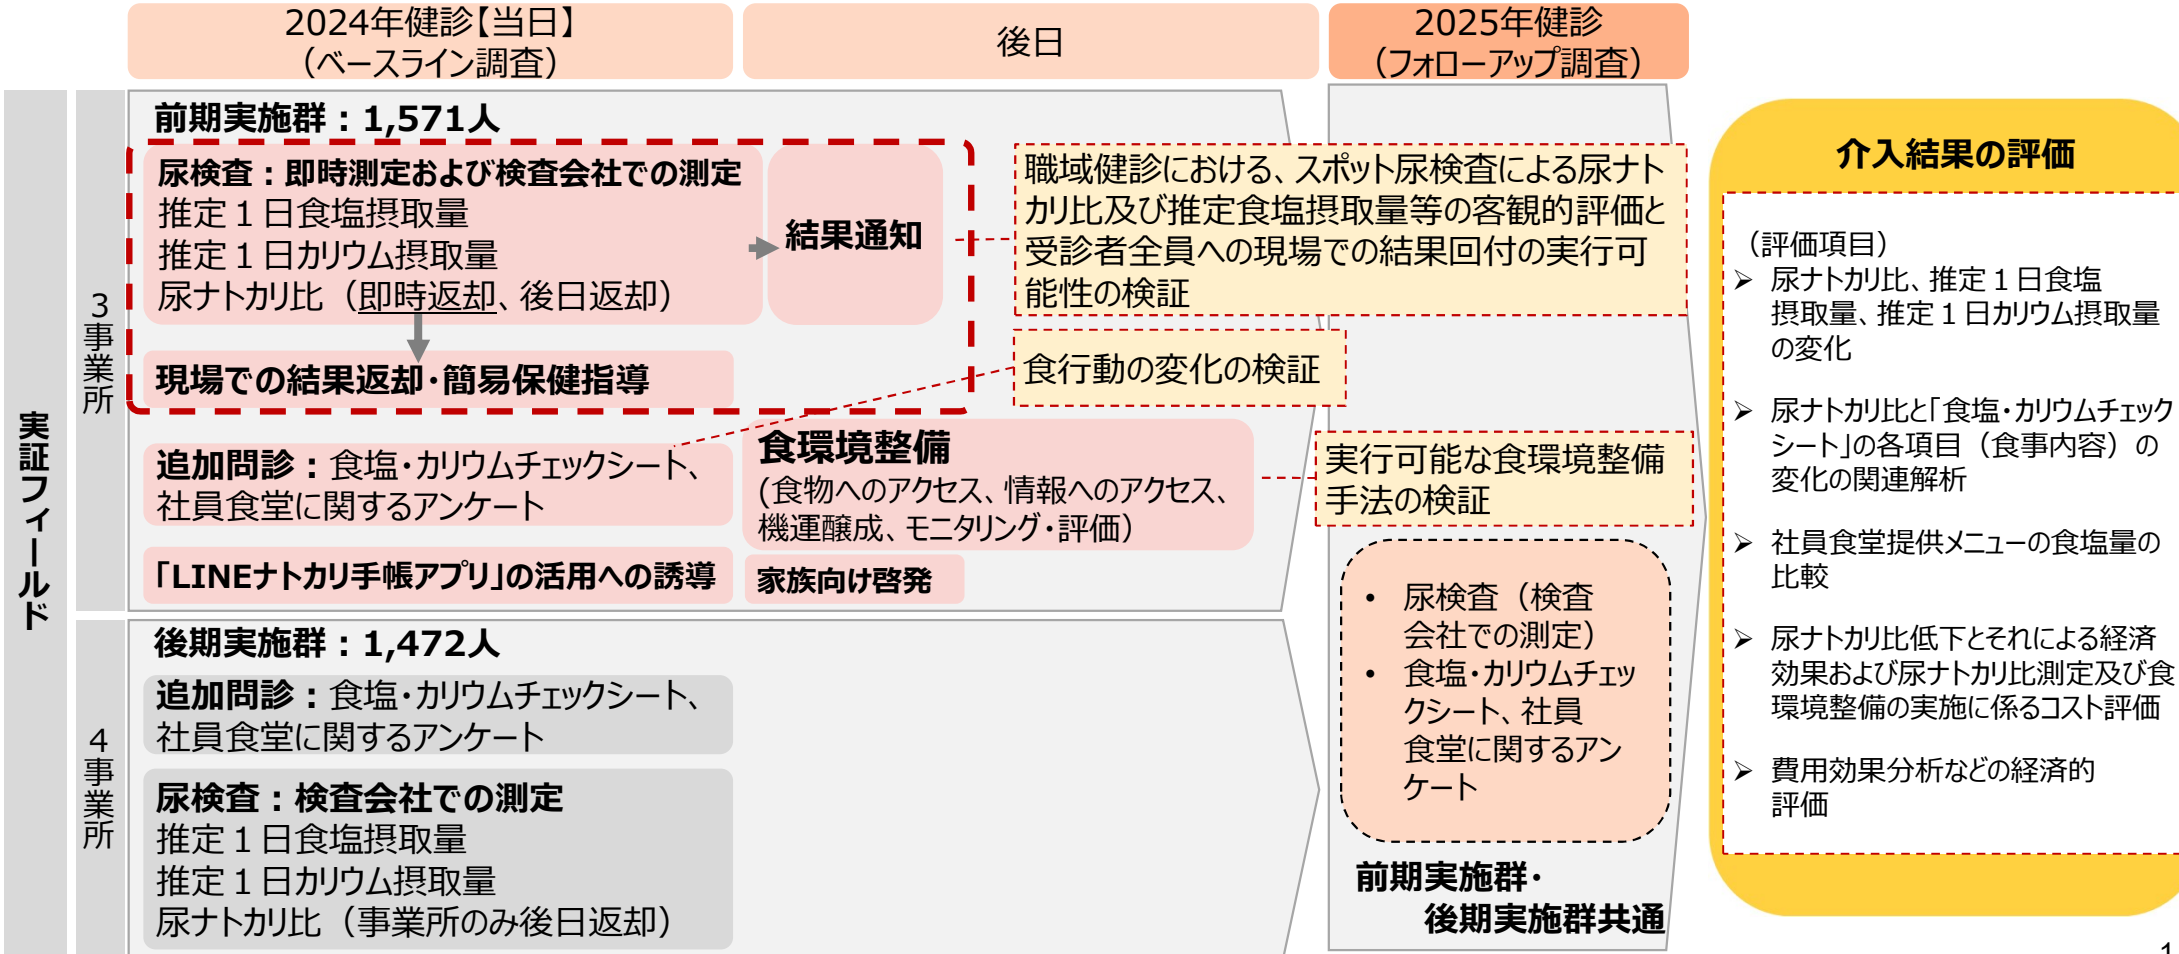 2024年健診【当日】
（ベースライン調査）
後日
2025年健診
（フォローアップ調査）
実証フィールド
3事業所
前期実施群：1,571人
尿検査：即時測定および検査会社での測定
推定１日食塩摂取量
推定１日カリウム摂取量
尿ナトカリ比（即時返却、後日返却）
結果通知
現場での結果返却・簡易保健指導
追加問診：食塩・カリウムチェックシート、
社員食堂に関するアンケート
「LINEナトカリ手帳アプリ」の活用への誘導
食環境整備
(食物へのアクセス、情報へのアクセス、
機運醸成、モニタリング・評価）
家族向け啓発
職域健診における、スポット尿検査による尿ナト
カリ比及び推定食塩摂取量等の客観的評価と
受診者全員への現場での結果回付の実行可
能性の検証
食行動の変化の検証
実行可能な食環境整備
手法の検証
4事業所
後期実施群：1,472人
追加問診：食塩・カリウムチェックシート、
社員食堂に関するアンケート
尿検査：検査会社での測定
推定１日食塩摂取量
推定１日カリウム摂取量
尿ナトカリ比（事業所のみ後日返却）
• 尿検査（検査
会社での測定）
• 食塩・カリウムチェッ
クシート、社員
食堂に関するアン
ケート
前期実施群・
後期実施群共通
介入結果の評価
（評価項目）
➢ 尿ナトカリ比、推定１日食塩
摂取量、推定１日カリウム摂取量
の変化
➢ 尿ナトカリ比と「食塩・カリウムチェック
シート」の各項目（食事内容）の
変化の関連解析
➢ 社員食堂提供メニューの食塩量の
比較
➢ 尿ナトカリ比低下とそれによる経済
効果および尿ナトカリ比測定及び食
環境整備の実施に係るコスト評価
➢ 費用効果分析などの経済的
評価
1